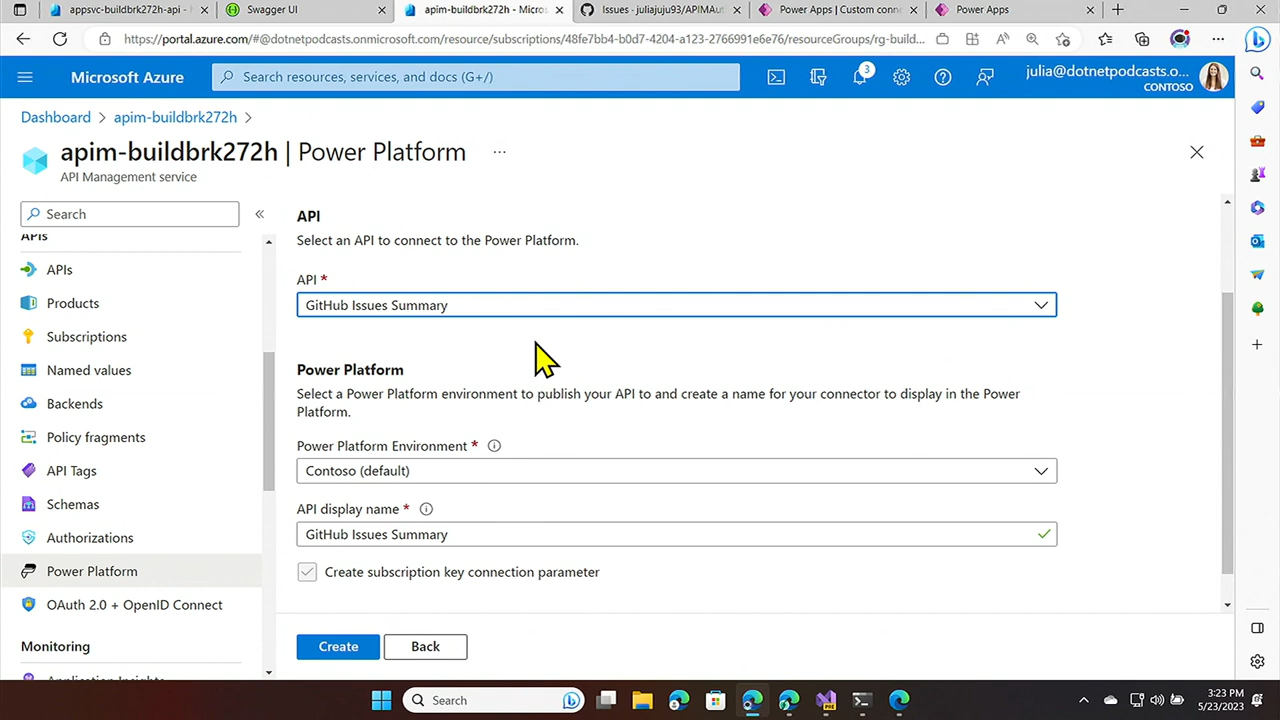 appsvc-buildbrk272h-api -
Swagger UI
apim-buildbrk272h - Micros
Issues · juliajuju93/APIMAut
Power Apps | Custom conne
Power Apps
https://portal.azure.com/#@dotnetpodcasts.onmicrosoft.com/resource/subscriptions/48fe7bb4-b0d7-4204-a123-2766991e6e76/resourceGroups/rg-build...
Microsoft Azure
Search resources, services, and docs (G+/)
3
julia@dotnetpodcasts.o...
CONTOSO
Dashboard > apim-buildbrk272h >
apim-buildbrk272h | Power Platform ...
API Management service
Search
«
APIs
APIs
Products
Subscriptions
Named values
Backends
Policy fragments
API Tags
Schemas
Authorizations
Power Platform
OAuth 2.0 + OpenID Connect
Monitoring
Application Insights
API
Select an API to connect to the Power Platform.
API *
GitHub Issues Summary
Power Platform
Select a Power Platform environment to publish your API to and create a name for your connector to display in the Power
Platform.
Power Platform Environment *
Contoso (default)
API display name *
GitHub Issues Summary
Create subscription key connection parameter
Create
Back
Search
3:23 PM
5/23/2023